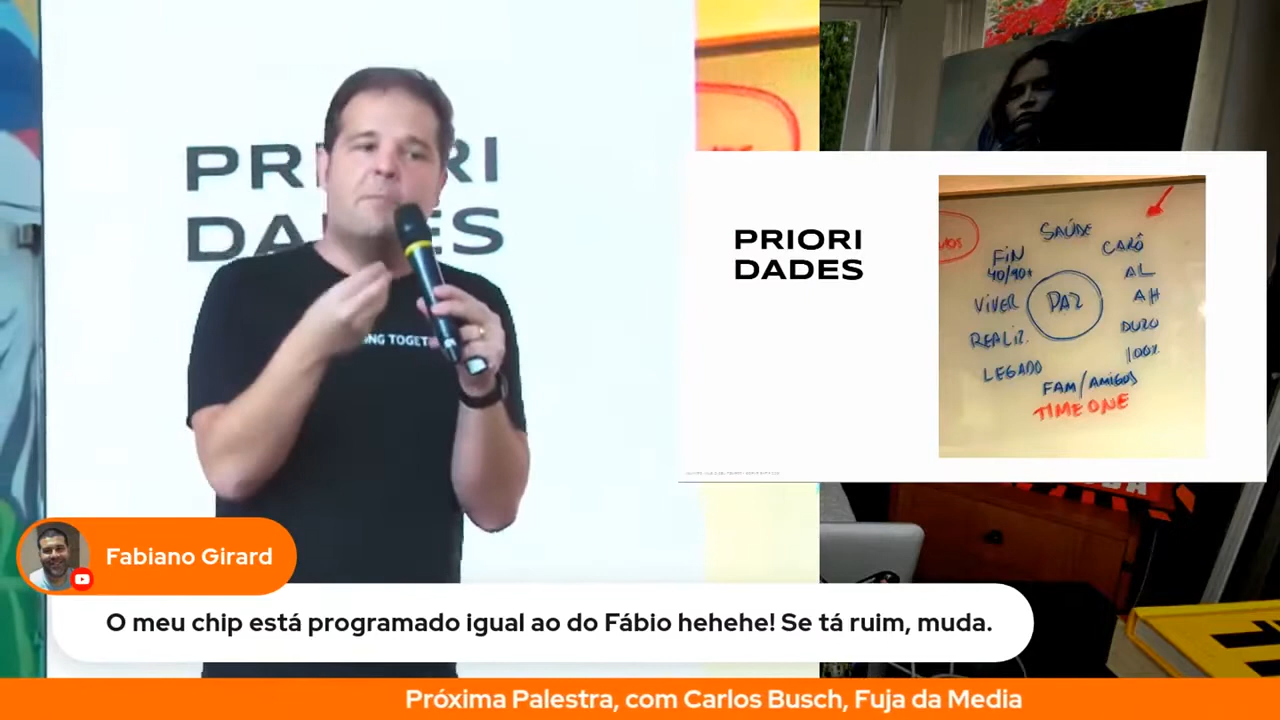 PRIORI
DADES
PRIORI
DADES
SAÚDE
FIN
40/90+
VIVER
REALIZ.
LEGADO
PAZ
CARÔ
AL
AH
DUZO
100%
FAM/AMIGOS
TIME ONE
Fabiano Girard
O meu chip está programado igual ao do Fábio hehehe! Se tá ruim, muda.
Próxima Palestra, com Carlos Busch, Fuja da Media